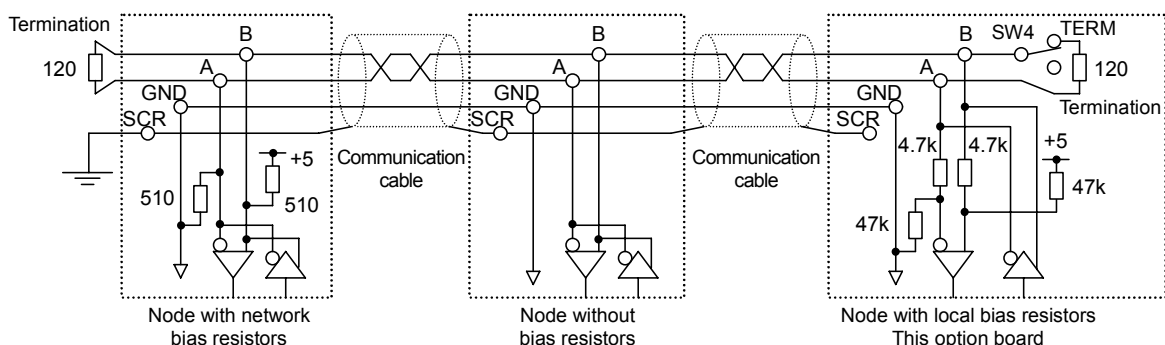 Termination
120
B
A
GND
SCR
+5
510
510
Node with network
bias resistors
Communication
cable
B
A
GND
SCR
Node without
bias resistors
Communication
cable
B
SW4
TERM
A
120
GND
Termination
SCR
4.7k
4.7k
+5
47k
47k
Node with local bias resistors
This option board